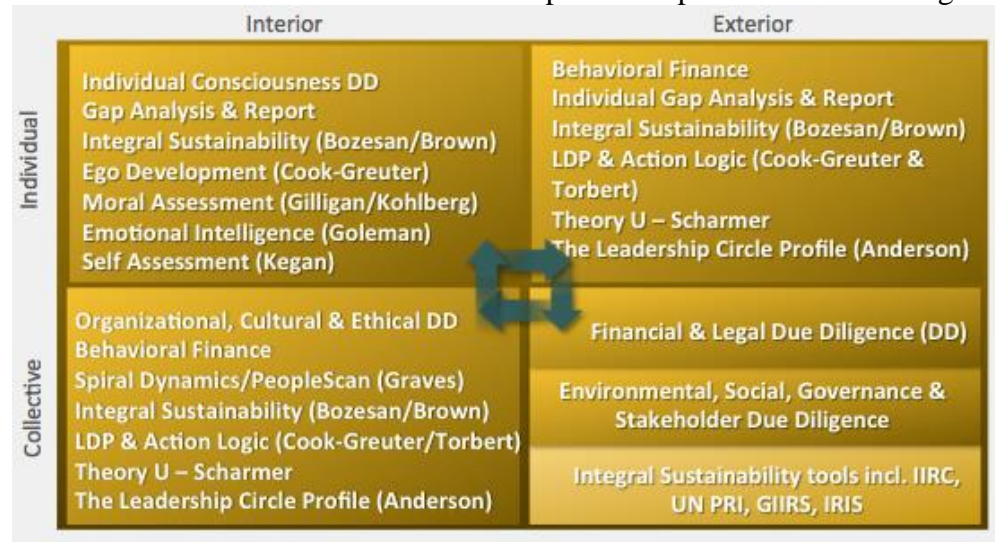 Interior
Exterior
Individual
Individual Consciousness DD
Gap Analysis & Report
Integral Sustainability (Bozesan/Brown)
Ego Development (Cook-Greuter)
Moral Assessment (Gilligan/Kohlberg)
Emotional Intelligence (Goleman)
Self Assessment (Kegan)
Behavioral Finance
Individual Gap Analysis & Report
Integral Sustainability (Bozesan/Brown)
LDP & Action Logic (Cook-Greuter &
Torbert)
Theory U – Scharmer
The Leadership Circle Profile (Anderson)
Collective
Organizational, Cultural & Ethical DD
Behavioral Finance
Spiral Dynamics/PeopleScan (Graves)
Integral Sustainability (Bozesan/Brown)
LDP & Action Logic (Cook-Greuter/Torbert)
Theory U – Scharmer
The Leadership Circle Profile (Anderson)
Financial & Legal Due Diligence (DD)
Environmental, Social, Governance &
Stakeholder Due Diligence
Integral Sustainability tools incl. IIRC,
UN PRI, GIIRS, IRIS